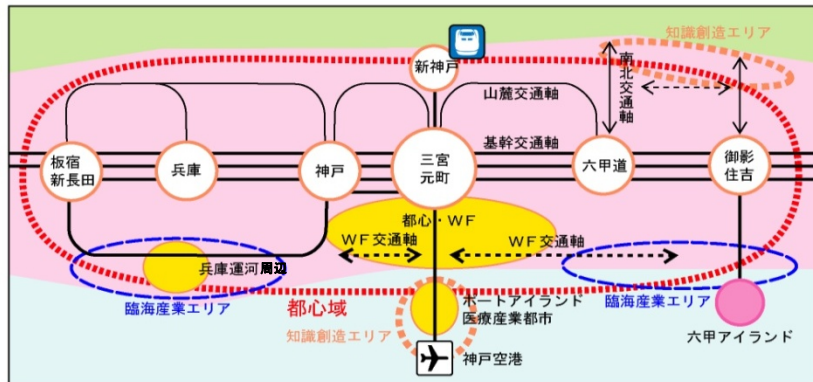 知識創造エリア
新神戸
南北交通軸
山麓交通軸
基幹交通軸
板宿
新長田
兵庫
神戸
三宮
元町
六甲道
御影
住吉
都心・WF
WF交通軸
WF交通軸
兵庫運河周辺
臨海産業エリア
都心域
ポートアイランド
医療産業都市
臨海産業エリア
知識創造エリア
六甲アイランド
神戸空港